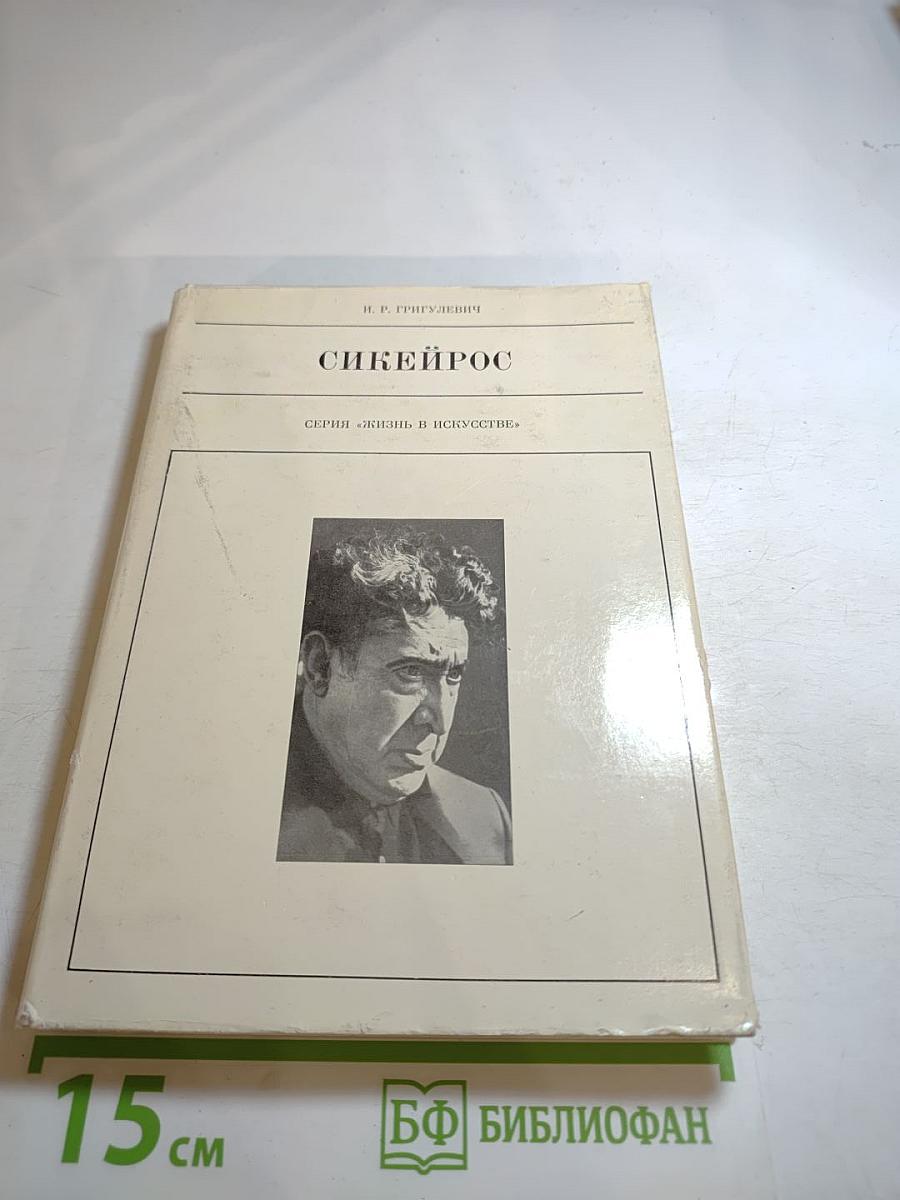 И. Р. ГРИГУЛЕВИЧ
СИКЕЙРОС
СЕРИЯ «ЖИЗНЬ В ИСКУССТВЕ»
15 см
БФ БИБЛИОФАН